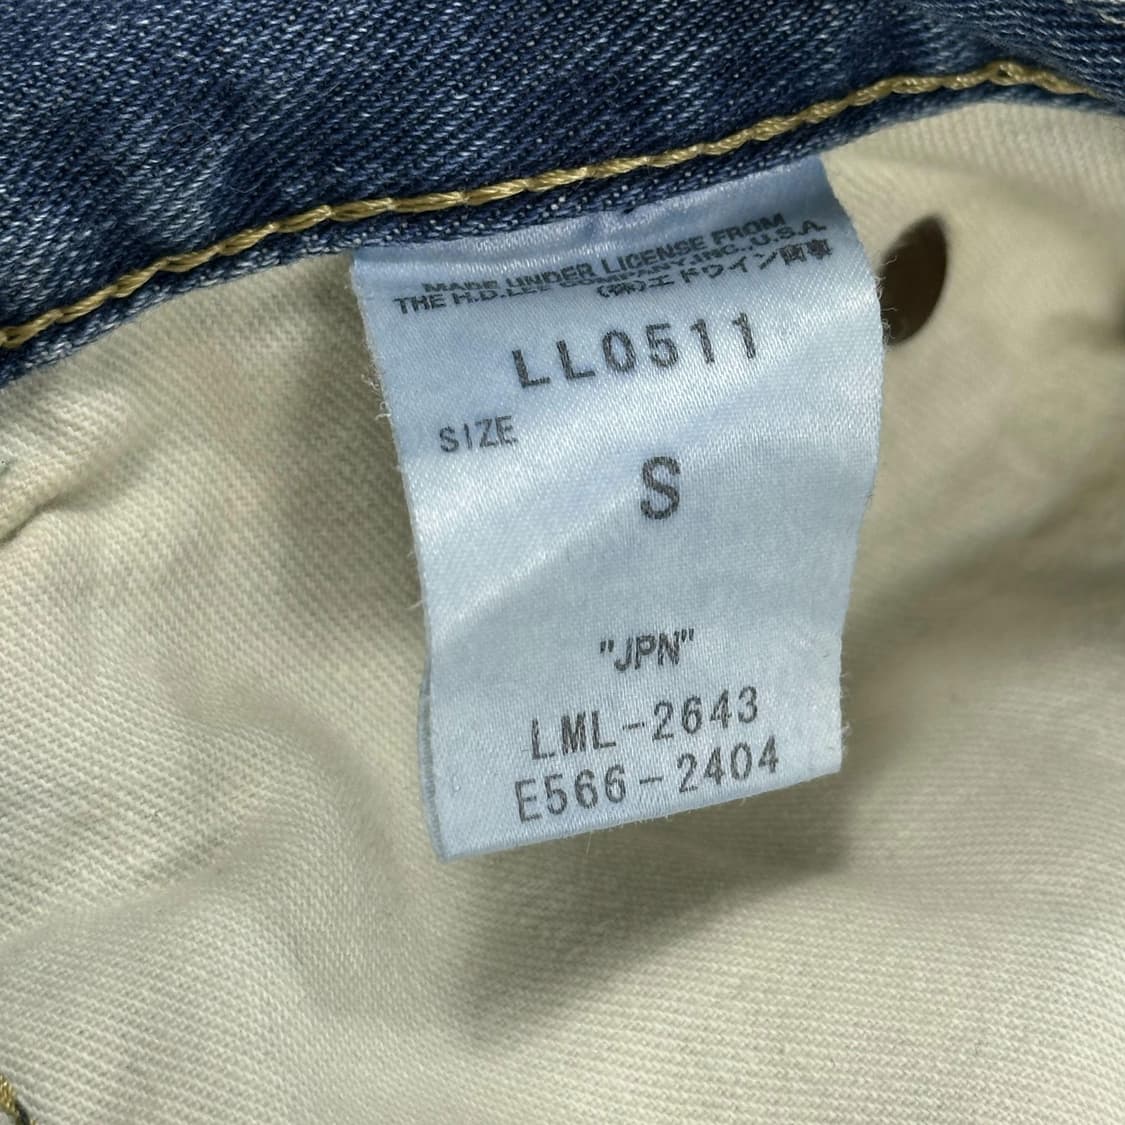 MADE UNDER LICENSE FROM
THE H.D.LEE COMPANY,INC.,U.S.A.
(株)エドウイン商事
LL0511
SIZE
S
"JPN"
LML-2643
E566-2404